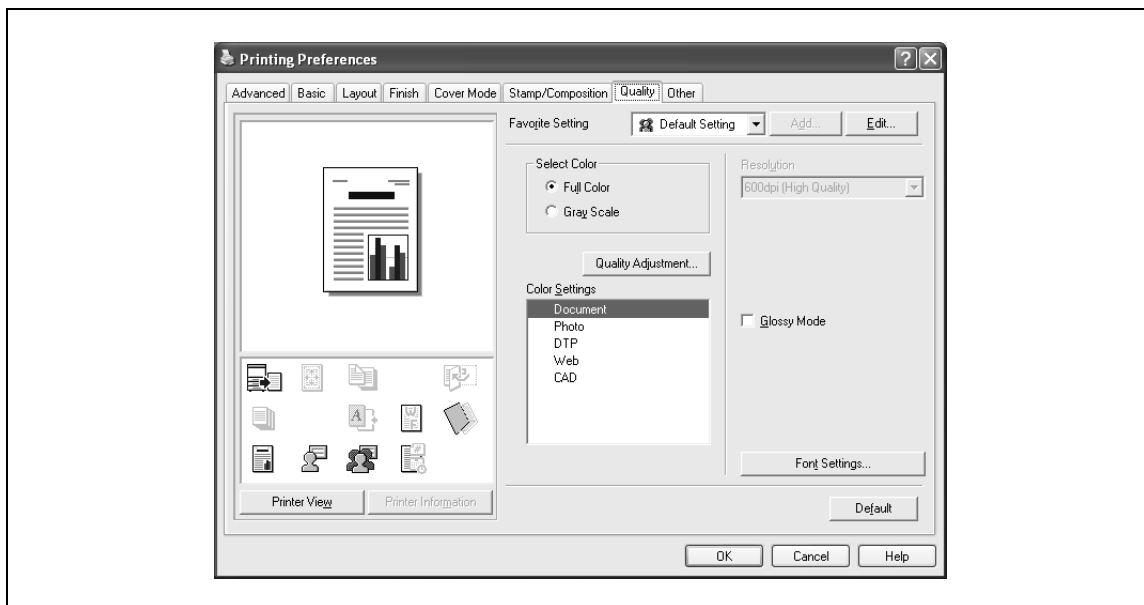 Printing Preferences
Advanced Basic Layout Finish Cover Mode Stamp/Composition Quality Other
Favorite Setting Default Setting Add... Edit...
Select Color
Full Color
Gray Scale
Resolution
600dpi (High Quality)
Quality Adjustment...
Color Settings
Document
Photo
DTP
Web
CAD
Glossy Mode
Font Settings...
Printer View Printer Information
Default
OK Cancel Help